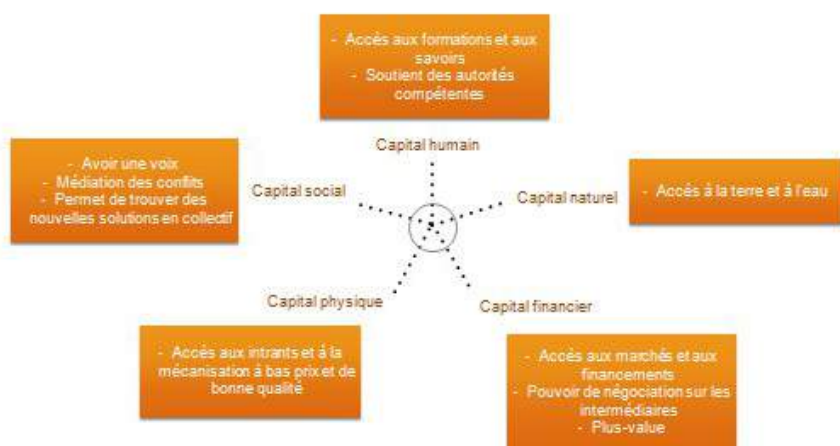 - Accès aux formations et aux
savoirs
- Soutient des autorités
compétentes
Capital humain
- Avoir une voix
- Médiation des conflits
- Permet de trouver des
nouvelles solutions en collectif
Capital social
Capital naturel
- Accès à la terre et à l'eau
Capital physique
Capital financier
- Accès aux intrants et à la
mécanisation à bas prix et de
bonne qualité
- Accès aux marchés et aux
financements
- Pouvoir de négociation sur les
intermédiaires
- Plus-value